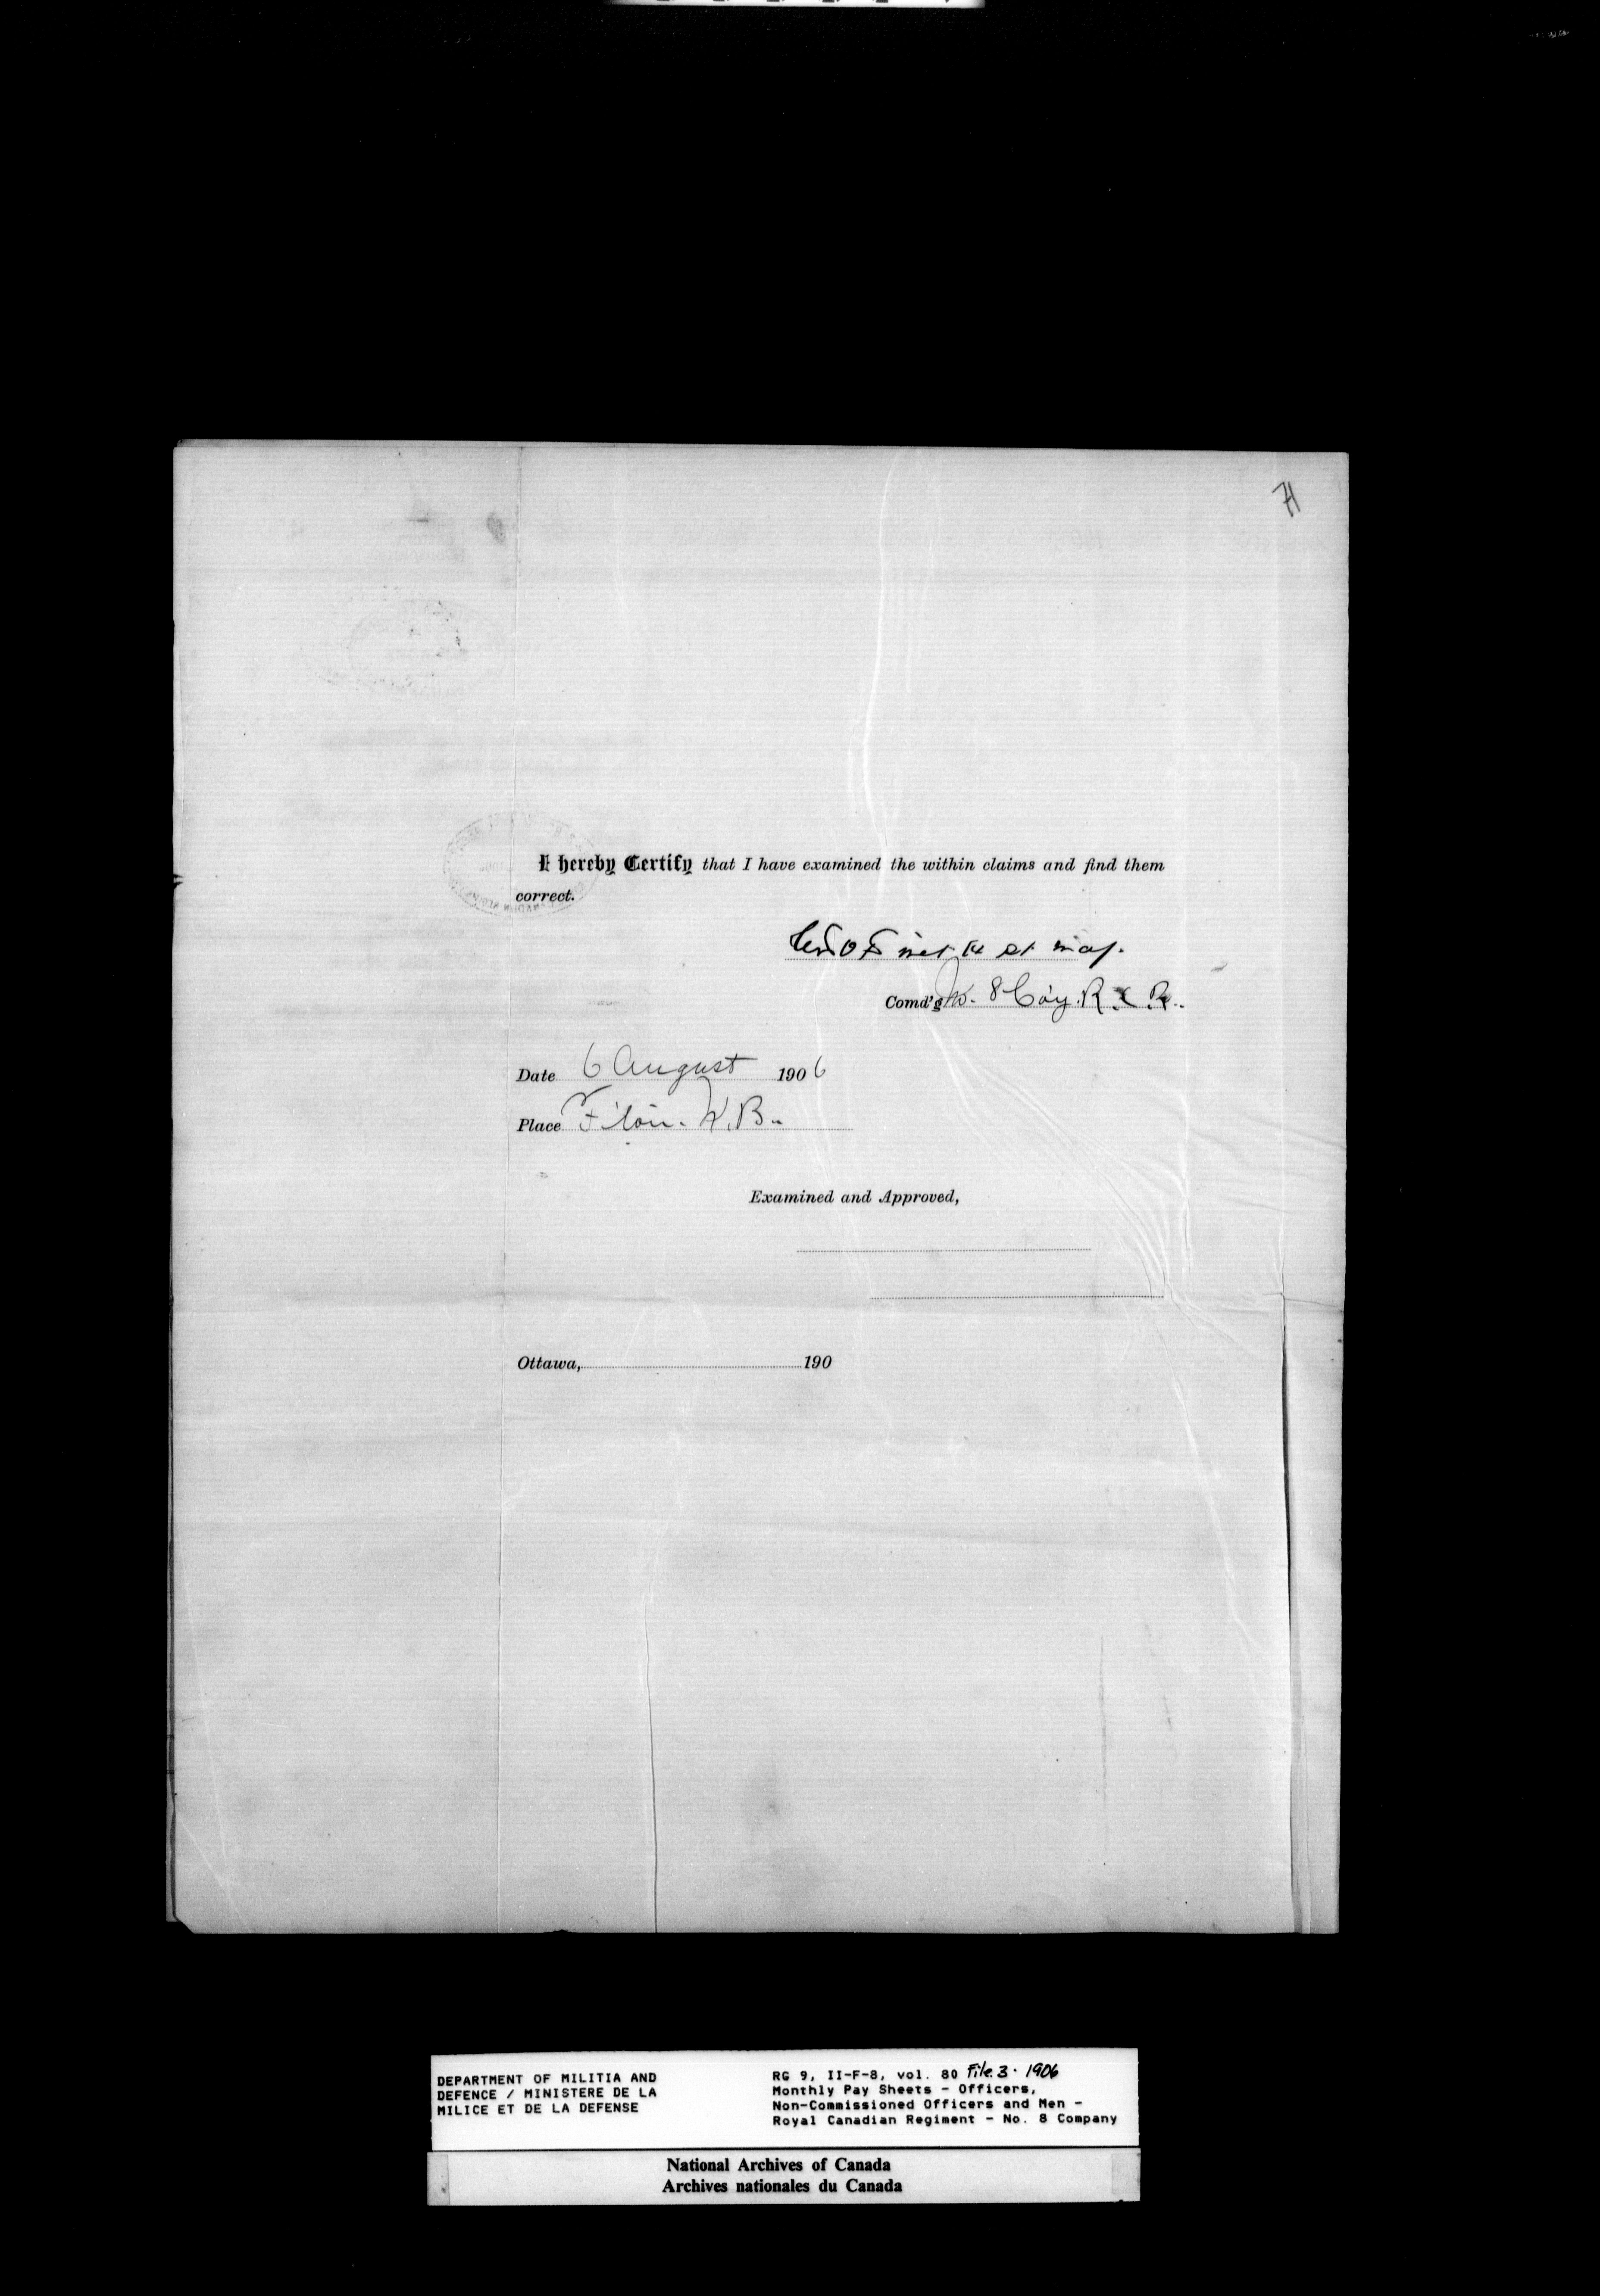 71
I hereby Certify that I have examined the within claims and find them
correct.
Maj.
Comd'g No. 8 Coy. R. C. R.
Date 6 August 1906
Place F'ton. N.B.
Examined and Approved,
Ottawa, 190
DEPARTMENT OF MILITIA AND
DEFENCE / MINISTERE DE LA
MILICE ET DE LA DEFENSE
RG 9, II-F-8, vol. 80 File 3. 1906
Monthly Pay Sheets - Officers,
Non-Commissioned Officers and Men -
Royal Canadian Regiment - No. 8 Company
National Archives of Canada
Archives nationales du Canada